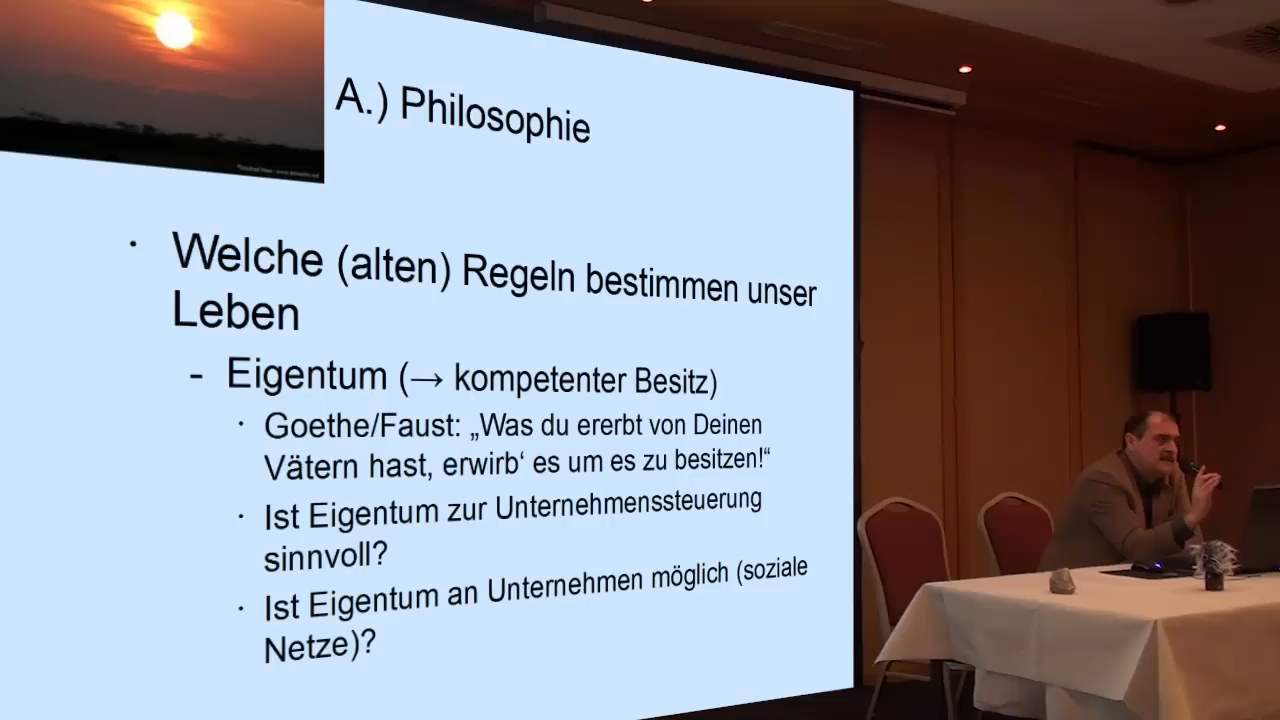 A.) Philosophie
· Welche (alten) Regeln bestimmen unser
Leben
- Eigentum (→ kompetenter Besitz)
· Goethe/Faust: „Was du ererbt von Deinen
Vätern hast, erwirb‘ es um es zu besitzen!“
· Ist Eigentum zur Unternehmenssteuerung
sinnvoll?
· Ist Eigentum an Unternehmen möglich (soziale
Netze)?